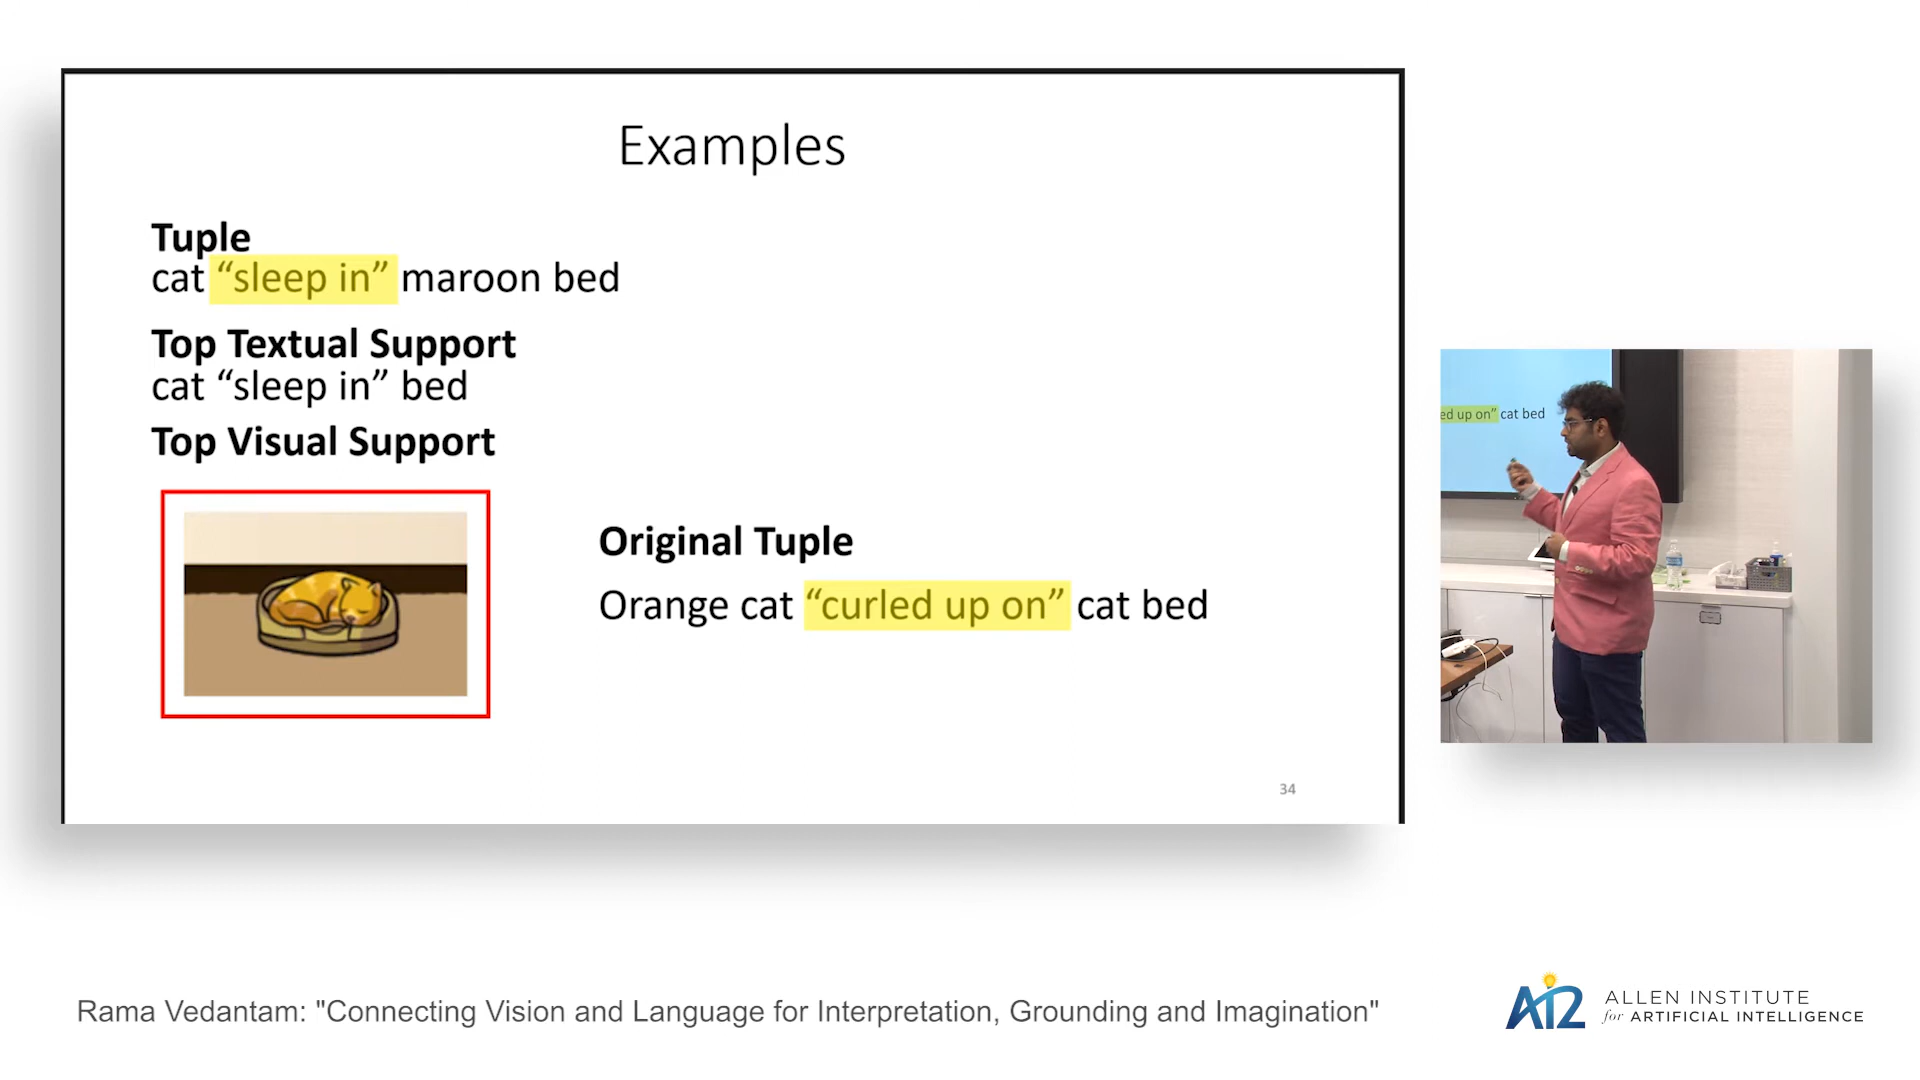 Examples
Tuple
cat “sleep in” maroon bed
Top Textual Support
cat “sleep in” bed
Top Visual Support
Original Tuple
Orange cat “curled up on” cat bed
34
ed up on” cat bed
Rama Vedantam: "Connecting Vision and Language for Interpretation, Grounding and Imagination"
AI2
ALLEN INSTITUTE
for ARTIFICIAL INTELLIGENCE